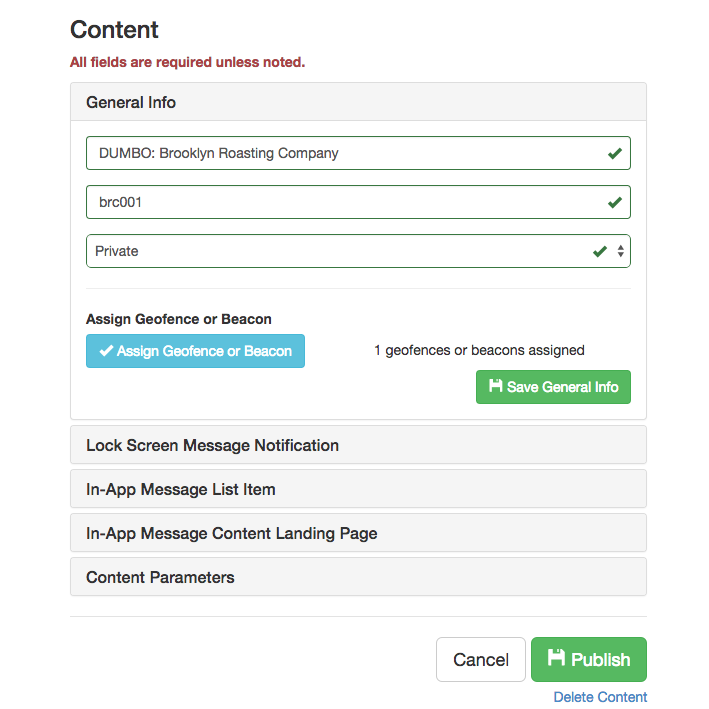 Content
All fields are required unless noted.
General Info
DUMBO: Brooklyn Roasting Company
brc001
Private
Assign Geofence or Beacon
Assign Geofence or Beacon
1 geofences or beacons assigned
Save General Info
Lock Screen Message Notification
In-App Message List Item
In-App Message Content Landing Page
Content Parameters
Cancel
Publish
Delete Content